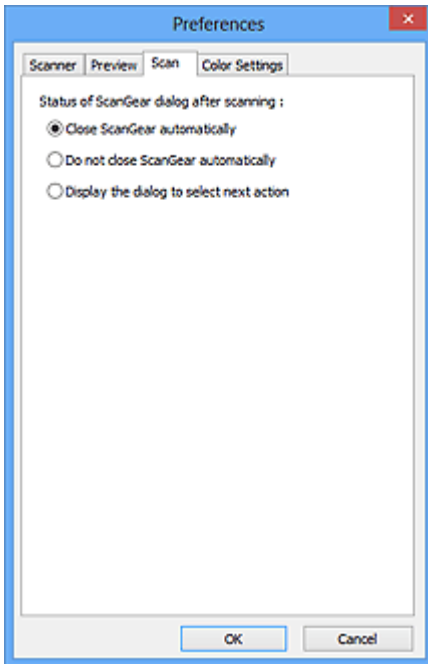 Preferences
Scanner Preview Scan Color Settings
Status of ScanGear dialog after scanning :
Close ScanGear automatically
Do not close ScanGear automatically
Display the dialog to select next action
OK Cancel